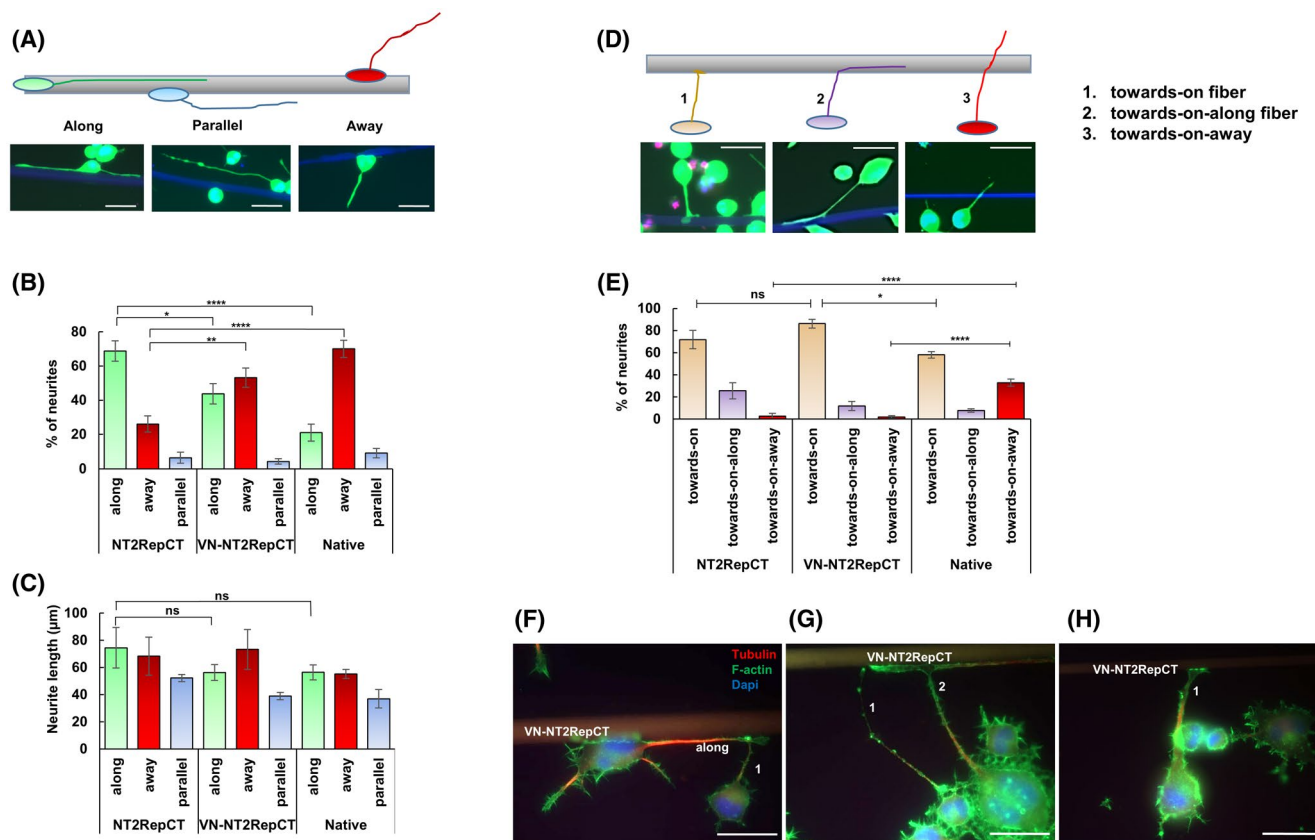 (A)
Along
Parallel
Away
(D)
1
2
3
1. towards-on fiber
2. towards-on-along fiber
3. towards-on-away
(B)
****
*
****
**
80
60
40
20
0
% of neurites
along
away
parallel
along
away
parallel
along
away
parallel
NT2RepCT
VN-NT2RepCT
Native
(E)
****
ns
*
****
100
80
60
40
20
0
% of neurites
towards-on
towards-on-along
towards-on-away
towards-on
towards-on-along
towards-on-away
towards-on
towards-on-along
towards-on-away
NT2RepCT
VN-NT2RepCT
Native
(C)
ns
ns
100
80
60
40
20
0
Neurite length (µm)
along
away
parallel
along
away
parallel
along
away
parallel
NT2RepCT
VN-NT2RepCT
Native
(F)
Tubulin
F-actin
Dapi
VN-NT2RepCT
along
1
(G)
VN-NT2RepCT
2
1
(H)
VN-NT2RepCT
1